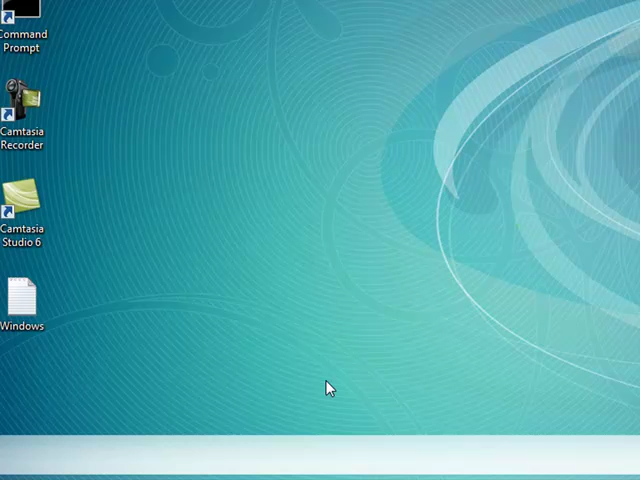 Command
Prompt
Camtasia
Recorder
Camtasia
Studio 6
Windows